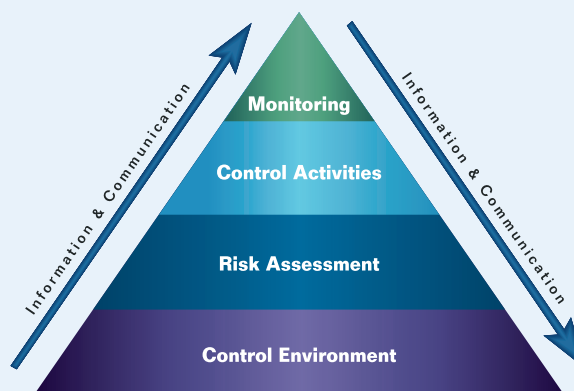 Monitoring
Control Activities
Risk Assessment
Control Environment
Information & Communication
Information & Communication